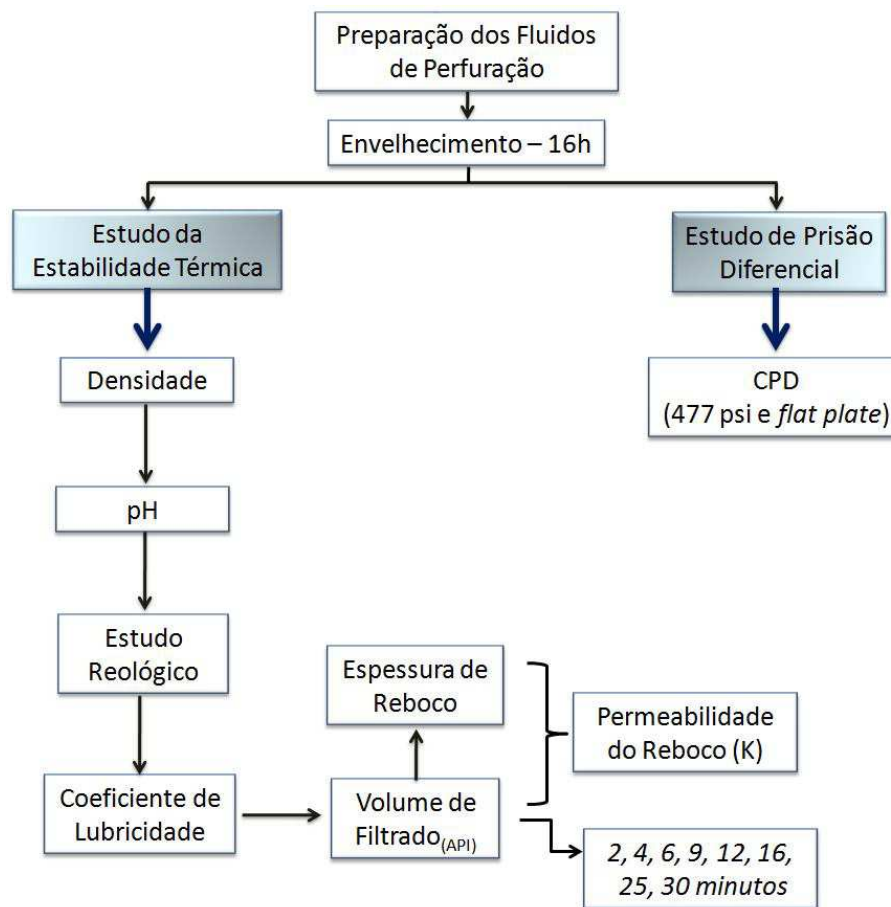 Preparação dos Fluidos
de Perfuração
Envelhecimento – 16h
Estudo da
Estabilidade Térmica
Estudo de Prisão
Diferencial
Densidade
CPD
(477 psi e flat plate)
pH
Estudo
Reológico
Espessura de
Reboco
Permeabilidade
do Reboco (K)
Coeficiente de
Lubricidade
Volume de
Filtrado(API)
2, 4, 6, 9, 12, 16,
25, 30 minutos